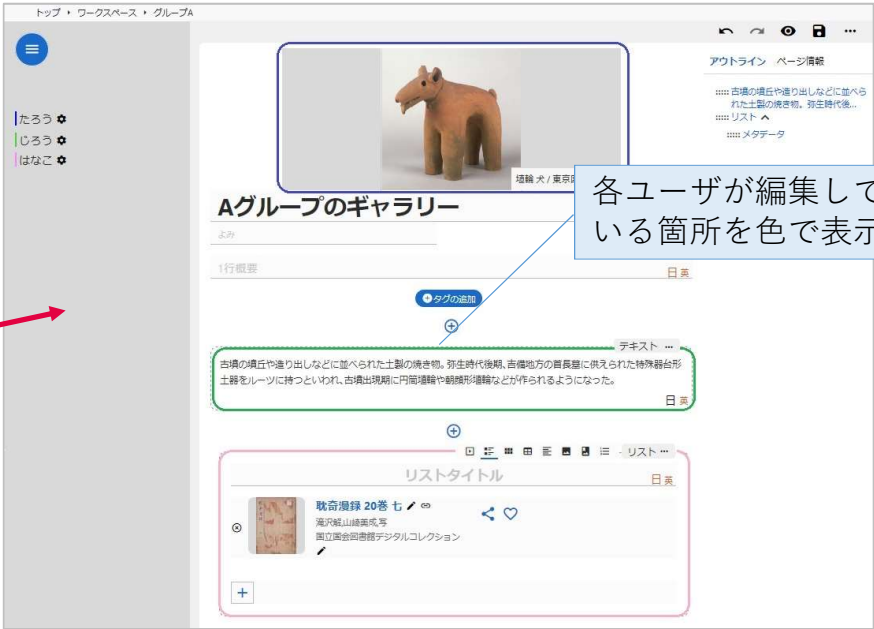 トップ ・ ワークスペース ・ グループA
アウトライン ページ情報
古墳の墳丘や造り出しなどに並べら
れた土製の焼き物。弥生時代後...
リスト
メタデータ
たろう
じろう
はなこ
埴輪 犬 / 東京
各ユーザが編集して
いる箇所を色で表示
Aグループのギャラリー
よみ
1行概要
日 英
タグの追加
テキスト ...
古墳の墳丘や造り出しなどに並べられた土製の焼き物。弥生時代後期、吉備地方の首長墓に供えられた特殊器台形
土器をルーツに持つといわれ、古墳出現期に円筒埴輪や朝顔形埴輪などが作られるようになった。
日 英
リスト ...
リストタイトル
日 英
耽奇漫録 20巻 七
滝沢解,山崎美成,写
国立国会図書館デジタルコレクション